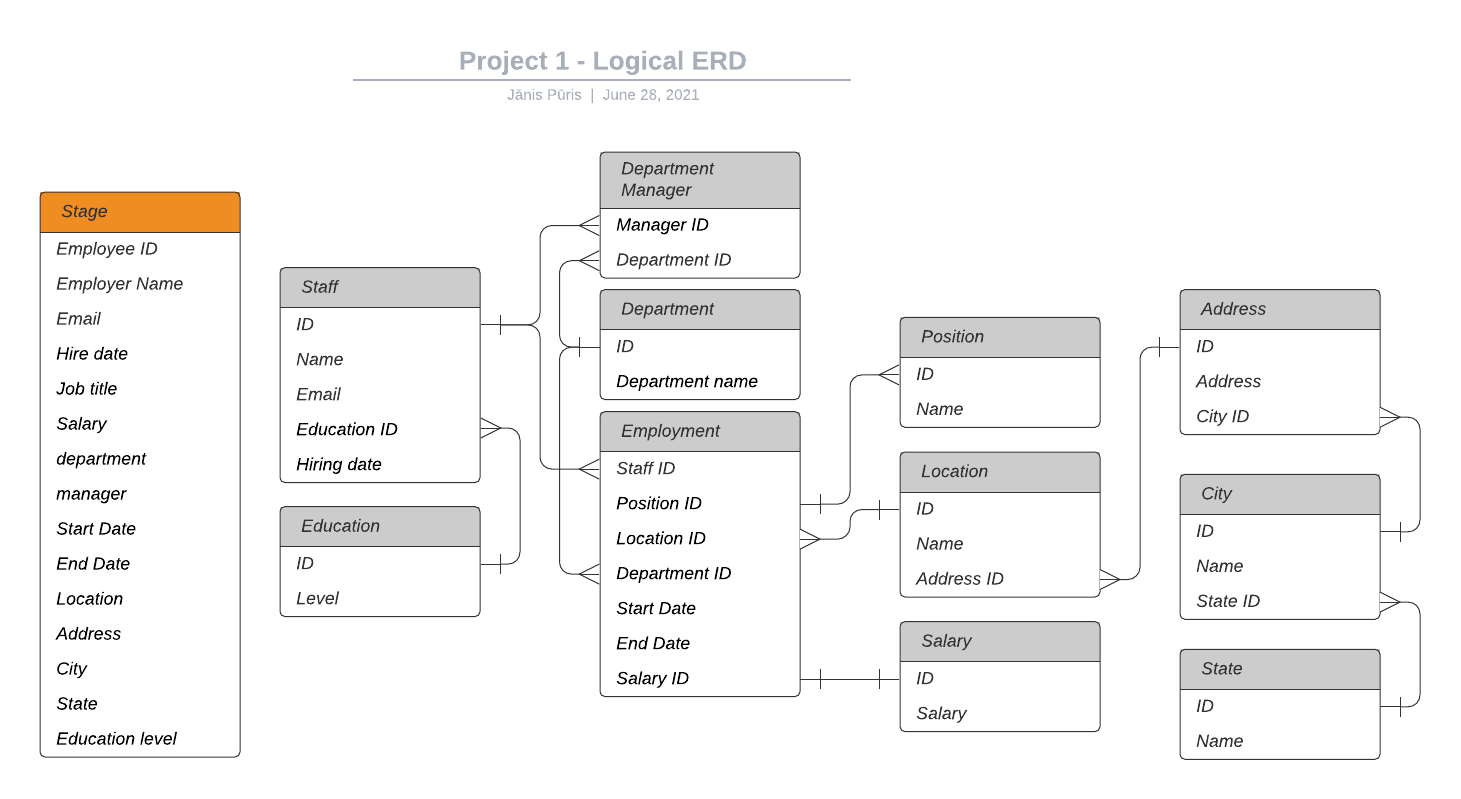 Project 1 - Logical ERD
Jānis Pūris | June 28, 2021
Stage
Employee ID
Employer Name
Email
Hire date
Job title
Salary
department
manager
Start Date
End Date
Location
Address
City
State
Education level
Staff
ID
Name
Email
Education ID
Hiring date
Education
ID
Level
Department
Manager
Manager ID
Department ID
Department
ID
Department name
Employment
Staff ID
Position ID
Location ID
Department ID
Start Date
End Date
Salary ID
Position
ID
Name
Location
ID
Name
Address ID
Salary
ID
Salary
Address
ID
Address
City ID
City
ID
Name
State ID
State
ID
Name